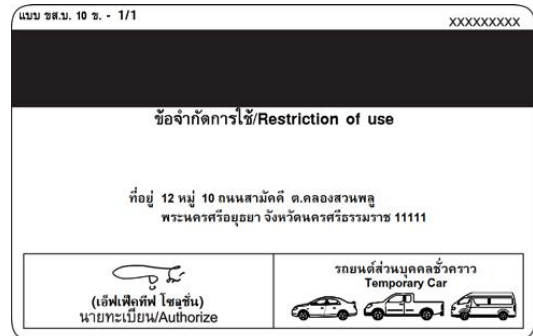 แบบ ขส.บ. 10 ข. - 1/1
XXXXXXXXX
ข้อจำกัดการใช้/Restriction of use
ที่อยู่ 12 หมู่ 10 ถนนสามัคคี ต.คลองสวนพลู
พระนครศรีอยุธยา จังหวัดนครศรีธรรมราช 11111
(เอ็ฟเฟ็คทีฟ โซลูชั่น)
นายทะเบียน/Authorize
รถยนต์ส่วนบุคคลชั่วคราว
Temporary Car